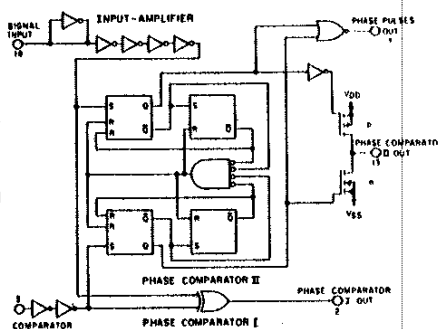 INPUT-AMPLIFIER
SIGNAL
INPUT
14
PHASE PULSES
OUT
1
S Q
R
R Q
S
R Q
VDD
P
PHASE COMPARATO
II OUT
13
n
VSS
R Q
R
S Q
R Q
S
PHASE COMPARATOR II
3
COMPARATOR
PHASE COMPARATOR I
PHASE COMPARATOR
I OUT
2